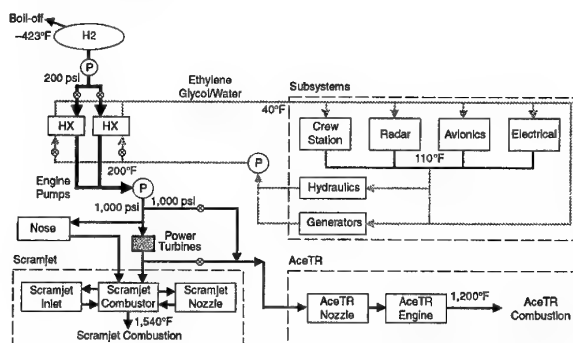 Boil-off
–423°F
H2
P
200 psi
Ethylene
Glycol/Water
Subsystems
40°F
HX
HX
Crew
Station
Radar
Avionics
Electrical
110°F
200°F
P
Engine
Pumps
P
Hydraulics
1,000 psi
1,000 psi
Generators
Nose
Power
Turbines
Scramjet
AceTR
Scramjet
Inlet
Scramjet
Combustor
Scramjet
Nozzle
1,540°F
Scramjet Combustion
AceTR
Nozzle
AceTR
Engine
1,200°F
AceTR
Combustion